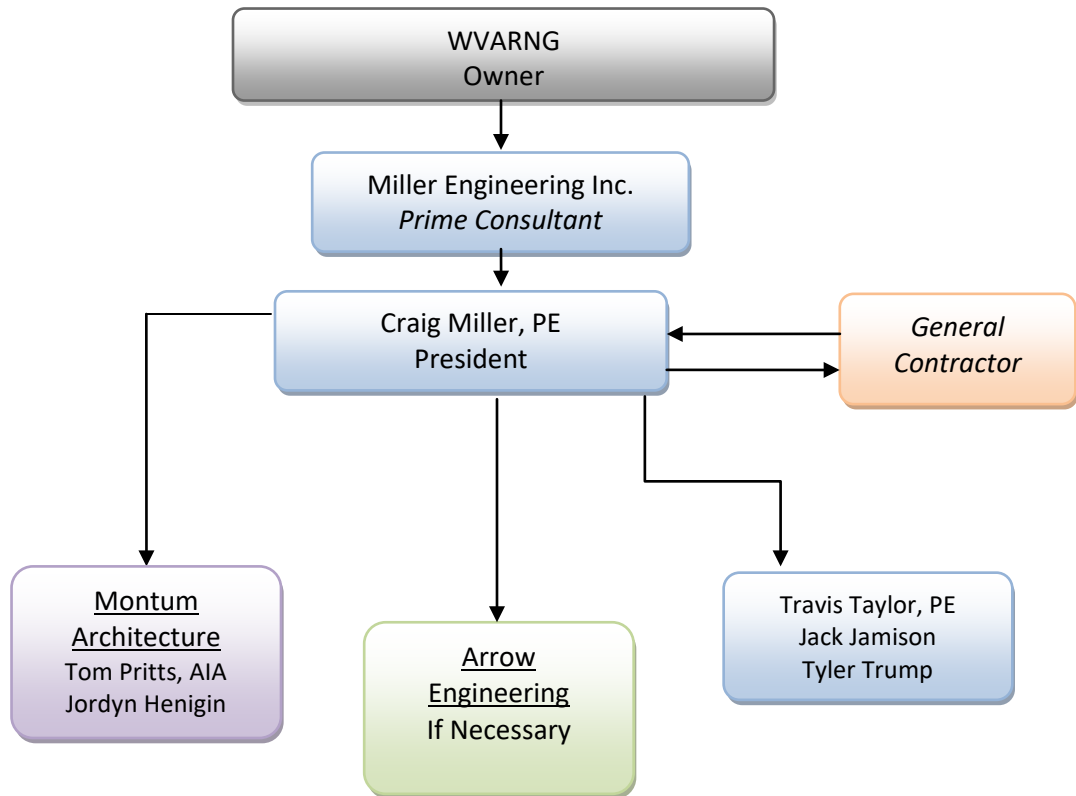 WVARNG
Owner
Miller Engineering Inc.
Prime Consultant
Craig Miller, PE
President
General
Contractor
Montum
Architecture
Tom Pritts, AIA
Jordyn Henigin
Arrow
Engineering
If Necessary
Travis Taylor, PE
Jack Jamison
Tyler Trump